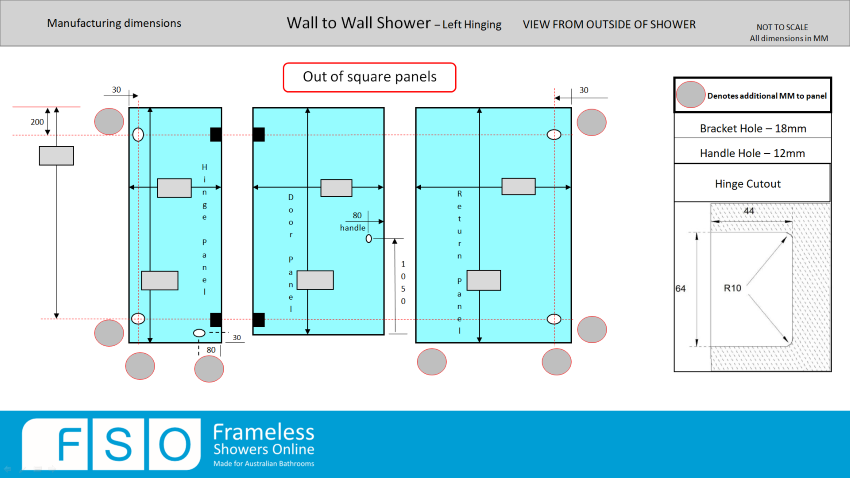 Manufacturing dimensions
Wall to Wall Shower – Left Hinging
VIEW FROM OUTSIDE OF SHOWER
NOT TO SCALE
All dimensions in MM
Out of square panels
30
30
200
Hinge Panel
Door Panel
Return Panel
80
handle
1050
30
80
Denotes additional MM to panel
Bracket Hole – 18mm
Handle Hole – 12mm
Hinge Cutout
44
64
R10
FSO
Frameless
Showers Online
Made for Australian Bathrooms